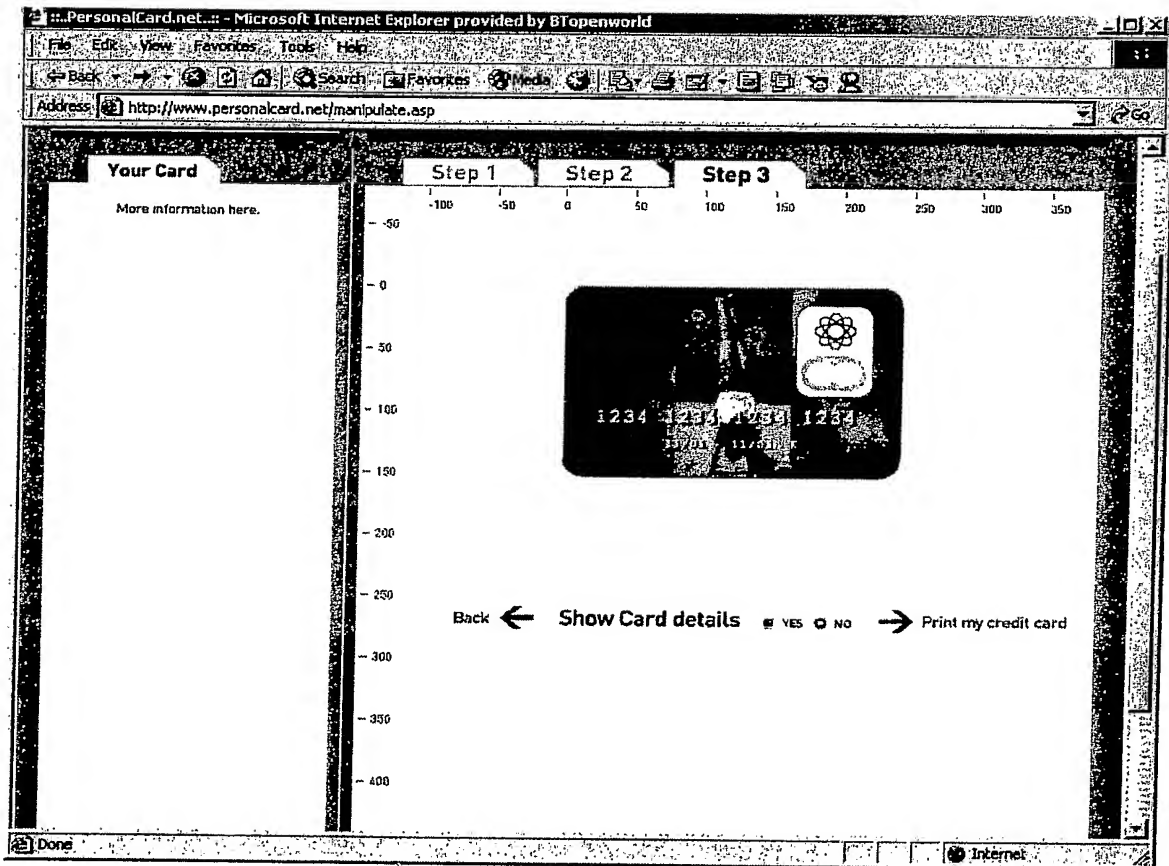 ::..PersonalCard.net..:: - Microsoft Internet Explorer provided by BTopenworld
File Edit View Favorites Tools Help
Back Search Favorites Media
Address http://www.personalcard.net/manipulate.asp Go
Your Card Step 1 Step 2 Step 3
More information here.
-100 -50 0 50 100 150 200 250 300 350
-50
0
50
100
150
200
250
300
350
400
1234 1234 1234 1234
Back Show Card details YES NO Print my credit card
Done Internet